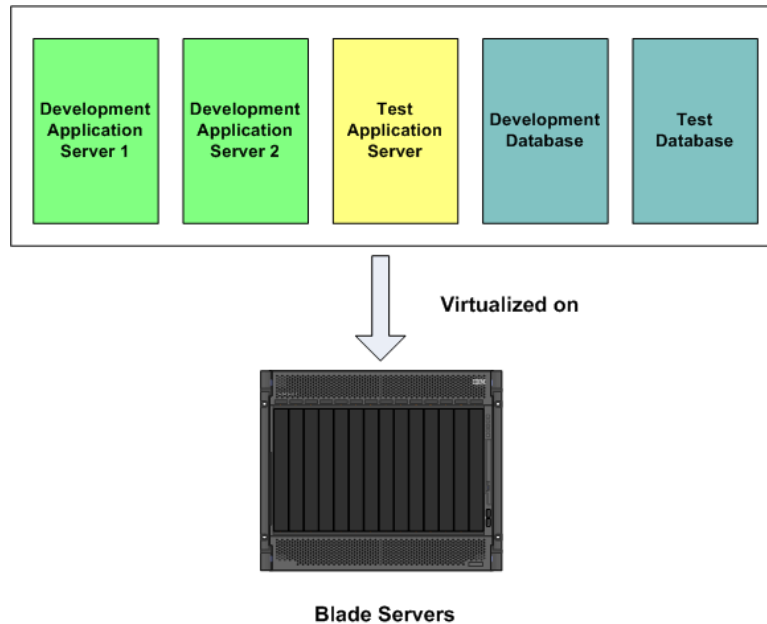 Development
Application
Server 1
Development
Application
Server 2
Test
Application
Server
Development
Database
Test
Database
Virtualized on
IBM
Blade Servers